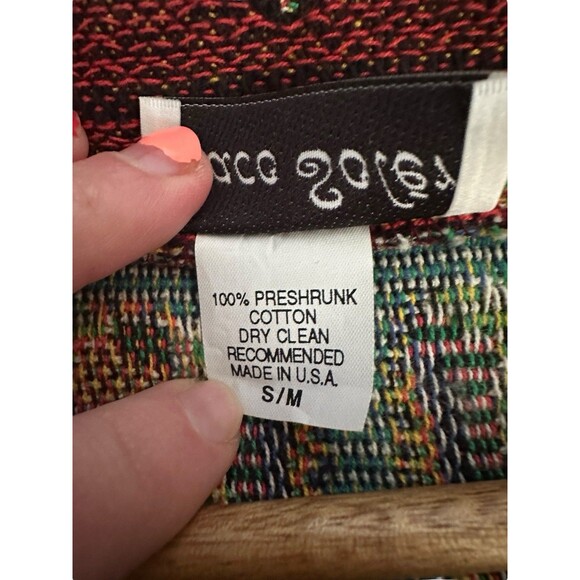 100% PRESHRUNK
COTTON
DRY CLEAN
RECOMMENDED
MADE IN U.S.A.
S/M